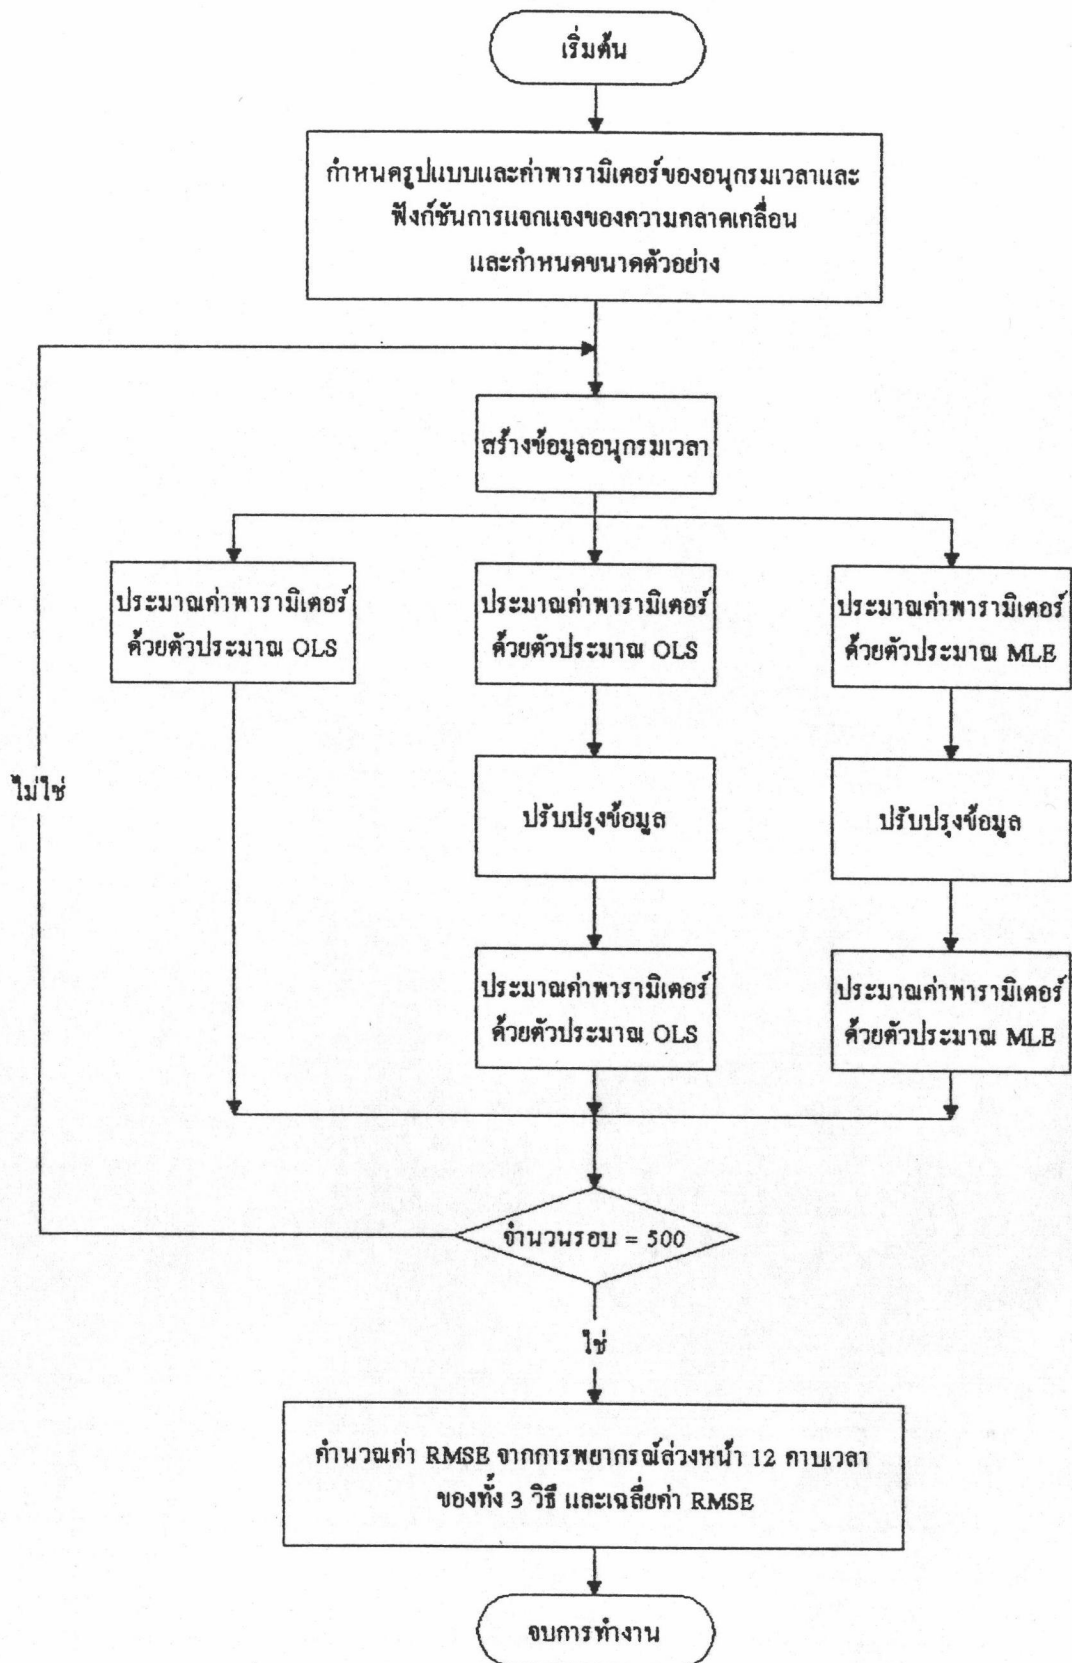 เริ่มต้น
กำหนดรูปแบบและค่าพารามิเตอร์ของอนุกรมเวลาและ
ฟังก์ชันการแจกแจงของความคลาดเคลื่อน
และกำหนดขนาดตัวอย่าง
สร้างข้อมูลอนุกรมเวลา
ประมาณค่าพารามิเตอร์
ด้วยตัวประมาณ OLS
ประมาณค่าพารามิเตอร์
ด้วยตัวประมาณ OLS
ประมาณค่าพารามิเตอร์
ด้วยตัวประมาณ MLE
ไม่ใช่
ปรับปรุงข้อมูล
ปรับปรุงข้อมูล
ประมาณค่าพารามิเตอร์
ด้วยตัวประมาณ OLS
ประมาณค่าพารามิเตอร์
ด้วยตัวประมาณ MLE
จำนวนรอบ = 500
ใช่
คำนวณค่า RMSE จากการพยากรณ์ล่วงหน้า 12 คาบเวลา
ของทั้ง 3 วิธี และเฉลี่ยค่า RMSE
จบการทำงาน